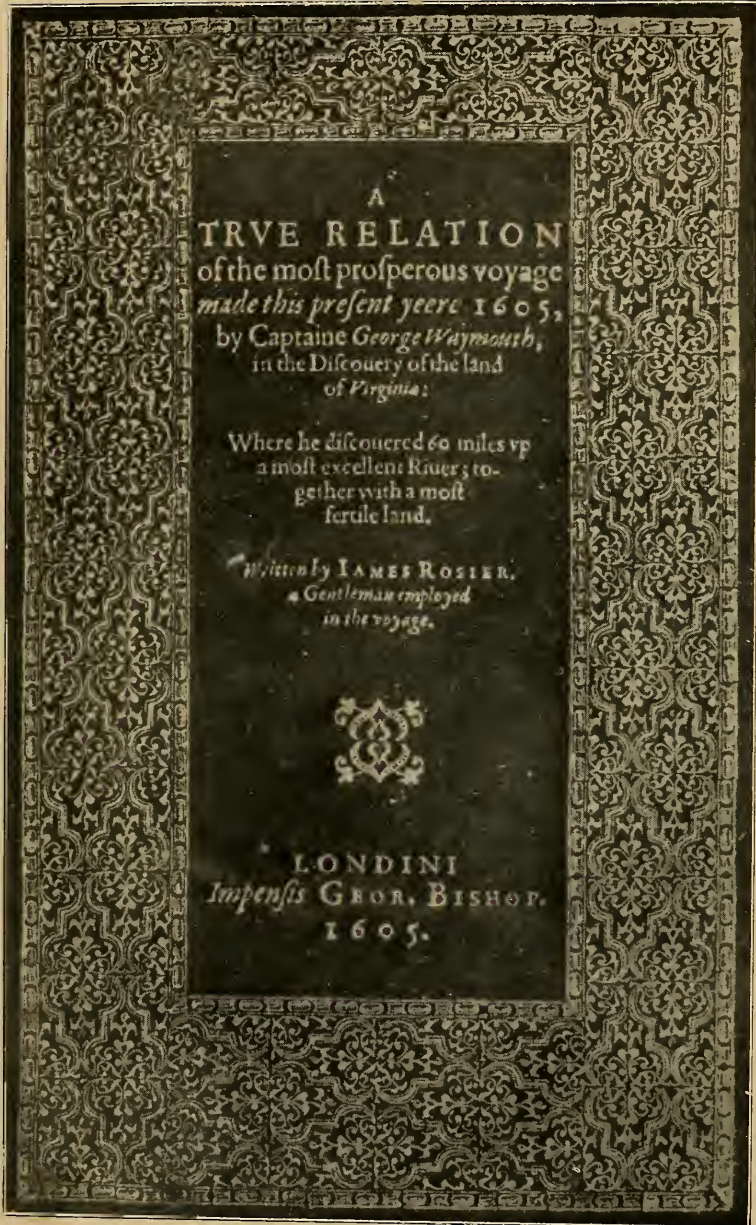 A
TRVE RELATION
of the moſt proſperous voyage
made this preſent yeere 1605,
by Captaine George Waymouth,
in the Diſcouery of the land
of Virginia:
Where he diſcouered 60 miles vp
a moſt excellent Riuer; to-
gether with a moſt
fertile land.
Written by IAMES ROSIER.
a Gentleman employed
in the voyage.
LONDINI
Impenſis GEOR. BISHOP.
1605.